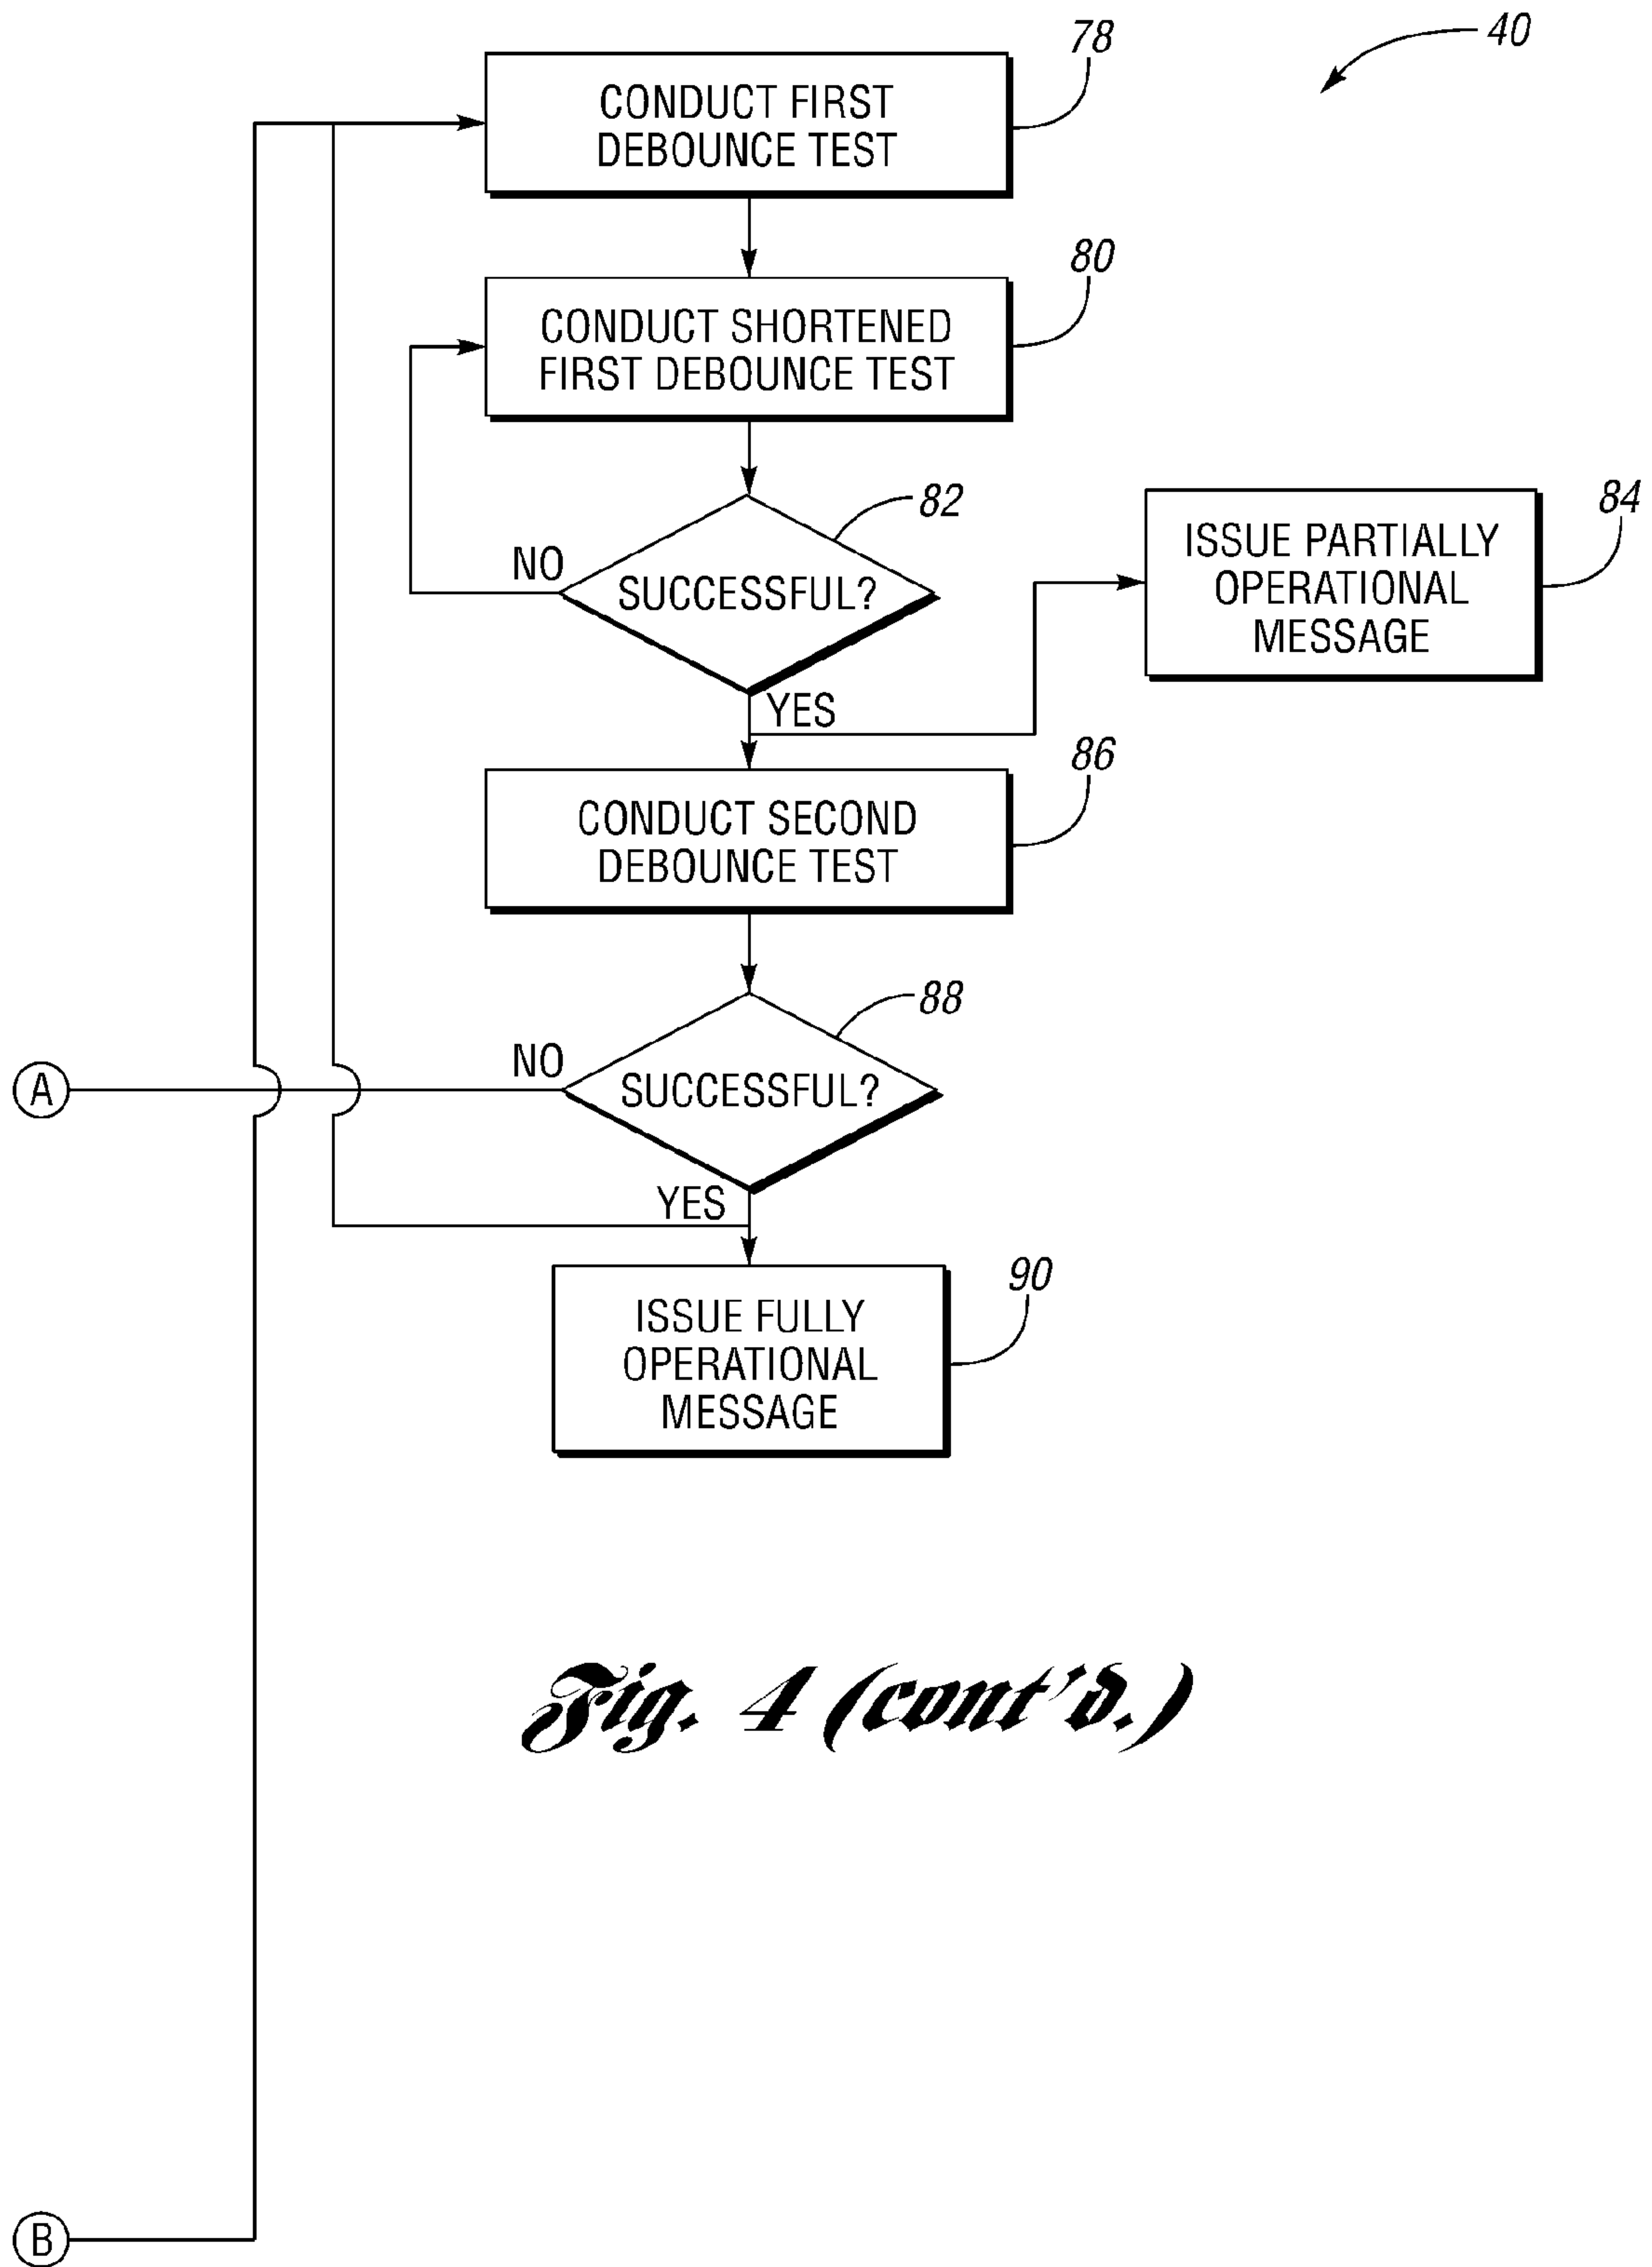 78
40
CONDUCT FIRST
DEBOUNCE TEST
80
CONDUCT SHORTENED
FIRST DEBOUNCE TEST
82
84
NO
SUCCESSFUL?
ISSUE PARTIALLY
OPERATIONAL
MESSAGE
YES
86
CONDUCT SECOND
DEBOUNCE TEST
88
NO
A
SUCCESSFUL?
YES
90
ISSUE FULLY
OPERATIONAL
MESSAGE
Fig. 4 (cont'd.)
B